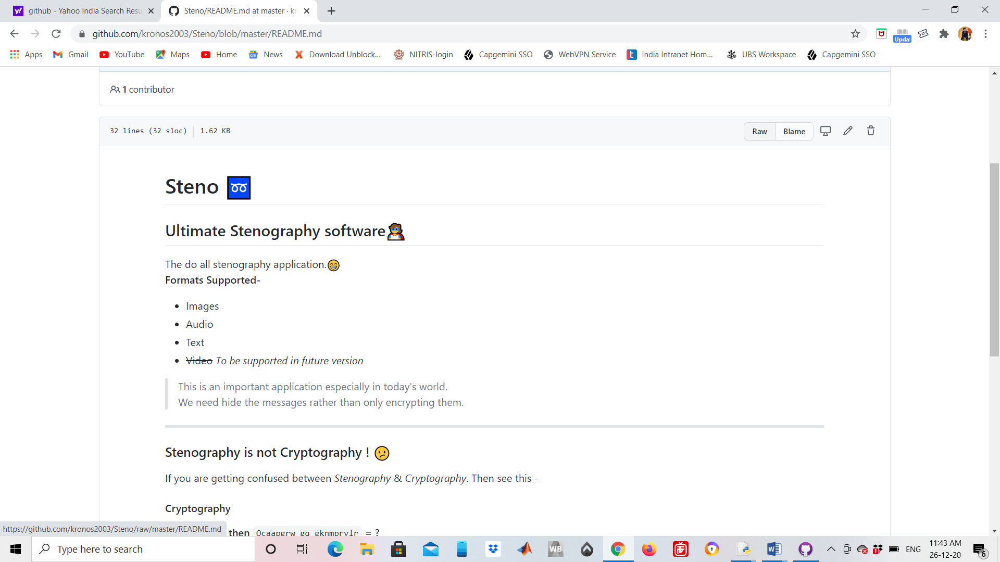 github - Yahoo India Search Resu
Steno/README.md at master · kr
github.com/kronos2003/Steno/blob/master/README.md
Updat
Apps Gmail YouTube Maps Home News Download Unblock... NITRIS-login Capgemini SSO WebVPN Service India Intranet Hom... UBS Workspace Capgemini SSO
1 contributor
32 lines (32 sloc) 1.62 KB
Raw Blame
Steno
Ultimate Stenography software
The do all stenography application.
Formats Supported-
Images
Audio
Text
Video To be supported in future version
This is an important application especially in today's world.
We need hide the messages rather than only encrypting them.
Stenography is not Cryptography !
If you are getting confused between Stenography & Cryptography. Then see this -
Cryptography
then Ocaapgrw gq gknmprylr = ?
https://github.com/kronos2003/Steno/raw/master/README.md
Type here to search
WB
ENG
11:43 AM
26-12-20
6